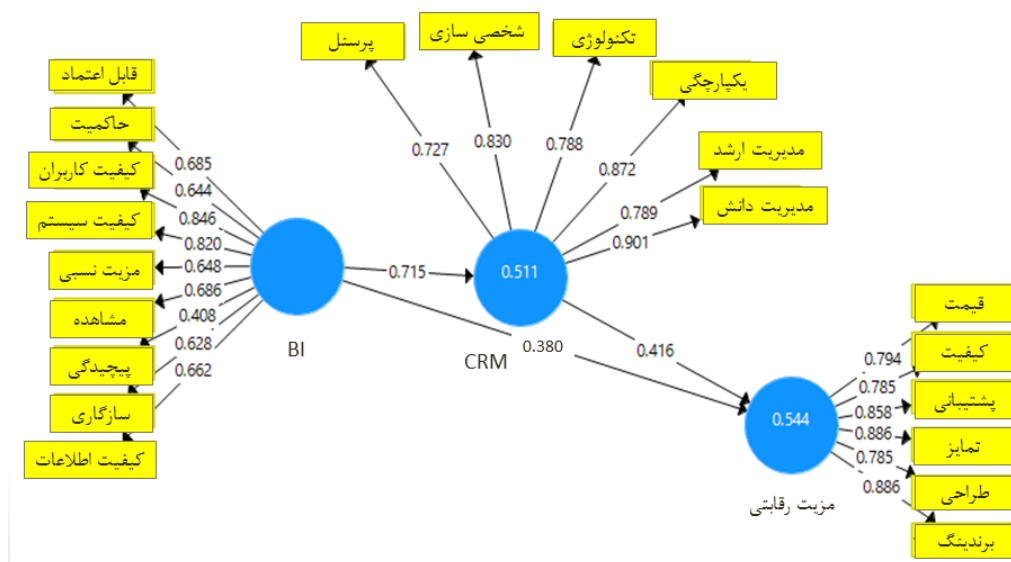 پرسنل
شخصی سازی
تکنولوژی
یکپارچگی
مدیریت ارشد
مدیریت دانش
0.727
0.830
0.788
0.872
0.789
0.901
قابل اعتماد
حاکمیت
کیفیت کاربران
کیفیت سیستم
مزیت نسبی
مشاهده
پیچیدگی
سازگاری
کیفیت اطلاعات
0.685
0.644
0.846
0.820
0.648
0.686
0.408
0.628
0.662
BI
0.715
0.511
CRM
0.380
0.416
0.544
مزیت رقابتی
0.794
0.785
0.858
0.886
0.785
0.886
قیمت
کیفیت
پشتیبانی
تمایز
طراحی
برندینگ